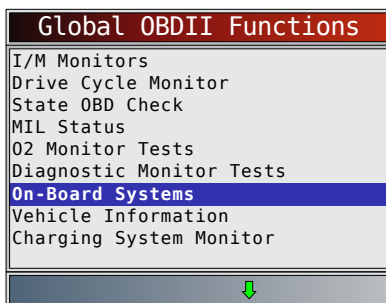 Global OBDII Functions
I/M Monitors
Drive Cycle Monitor
State OBD Check
MIL Status
O2 Monitor Tests
Diagnostic Monitor Tests
On-Board Systems
Vehicle Information
Charging System Monitor